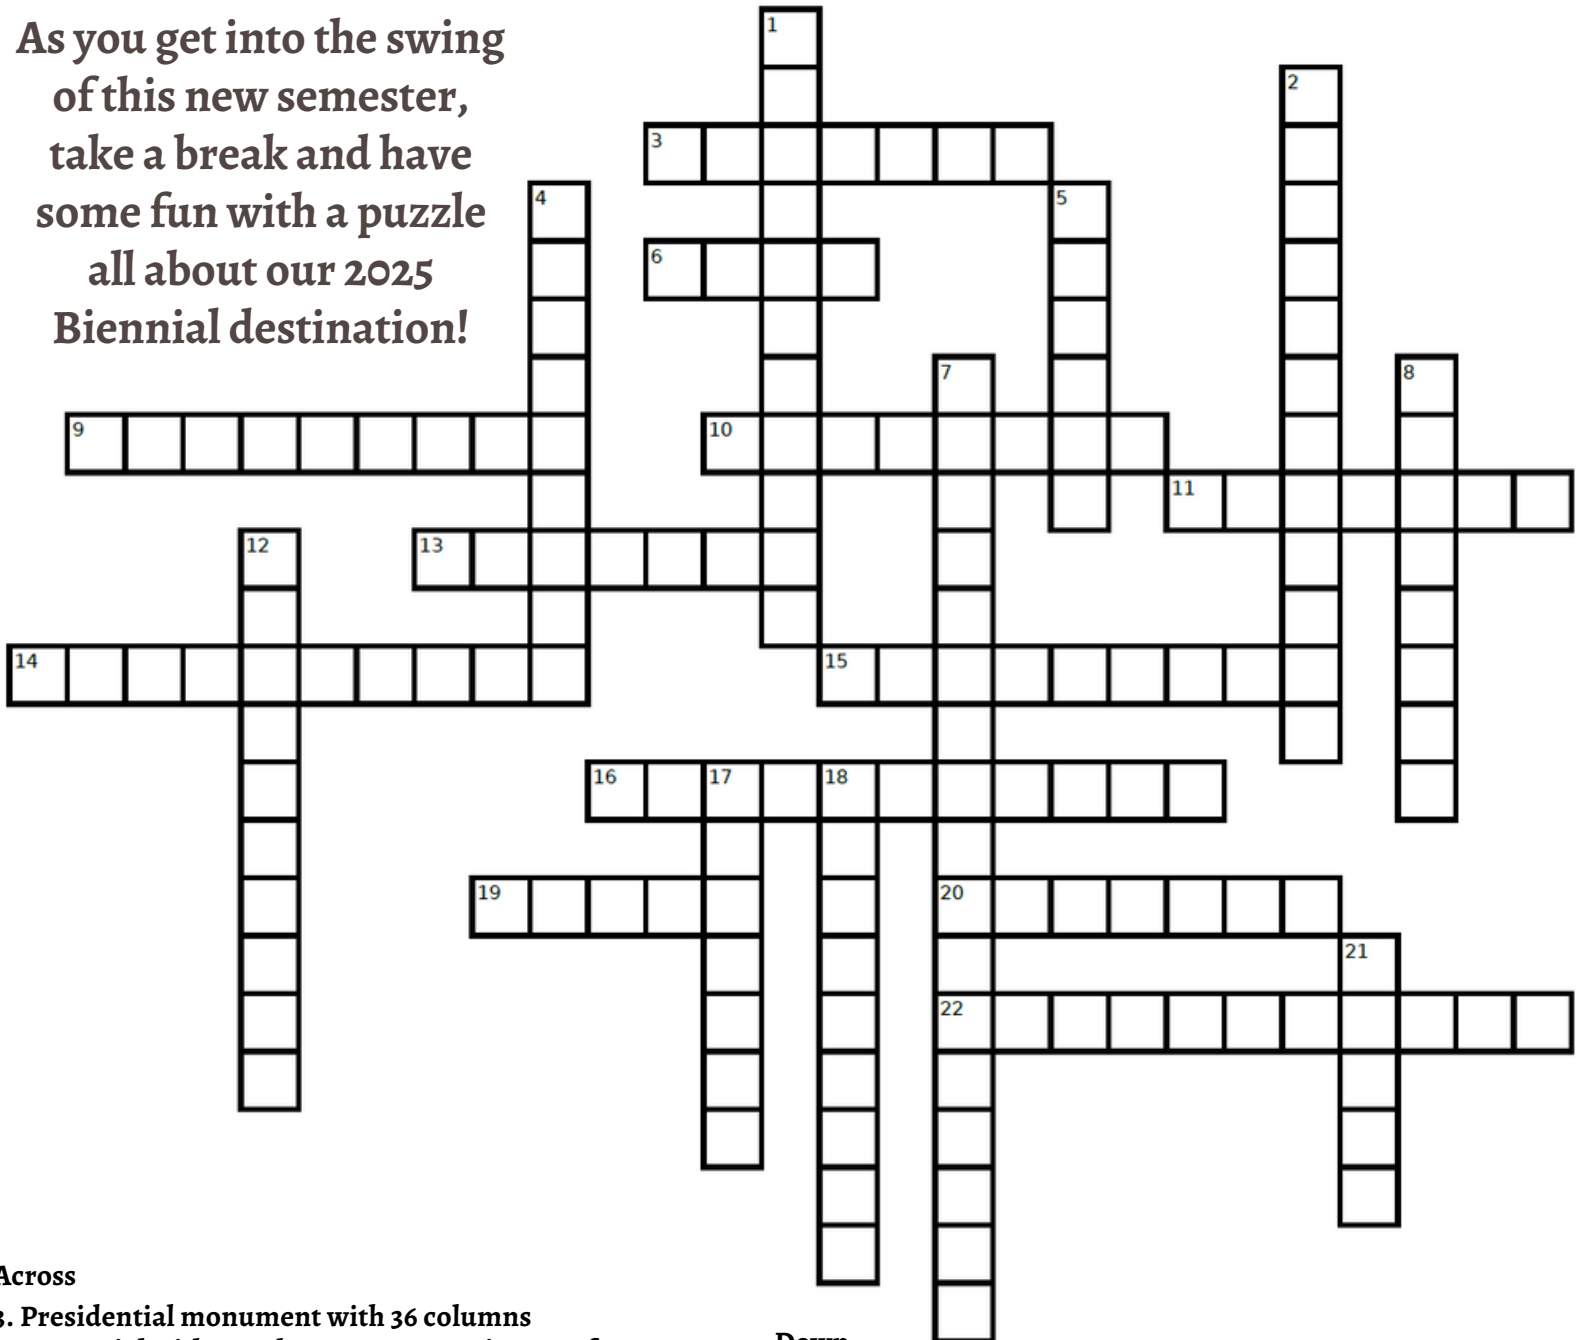 As you get into the swing
of this new semester,
take a break and have
some fun with a puzzle
all about our 2025
Biennial destination!
1
2
3
4
5
6
7
8
9
10
11
12
13
14
15
16
17
18
19
20
21
22
Across
3. Presidential monument with 36 columns
Down